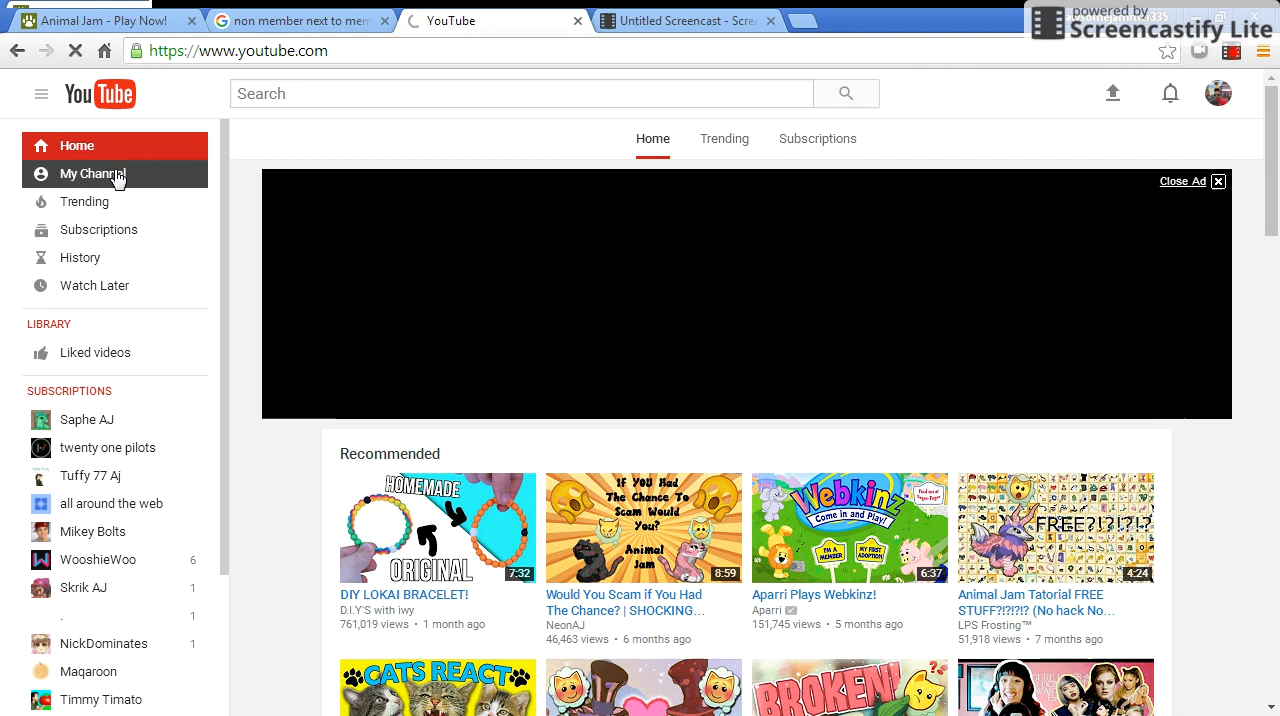 Animal Jam - Play Now!
non member next to
YouTube
Untitled Screencast - Scre
powered by
Screencastify Lite
https://www.youtube.com
YouTube
Search
Home
Trending
Subscriptions
Home
My Channel
Trending
Subscriptions
History
Watch Later
LIBRARY
Liked videos
SUBSCRIPTIONS
Saphe AJ
twenty one pilots
Tuffy 77 Aj
all around the web
Mikey Bolts
WooshieWoo 6
Skrik AJ 1
. 1
NickDominates 1
Maqaroon
Timmy Timato
Close Ad
Recommended
HOMEMADE
ORIGINAL
7:32
DIY LOKAI BRACELET!
D.I.Y'S with iwy
761,019 views • 1 month ago
If YOU Had
The Chance To
Scam Would
You?
Animal
Jam
8:59
Would You Scam if You Had
The Chance? | SHOCKING...
NeonAJ
46,463 views • 6 months ago
Webkinz
Come in and Play!
I'M A
MEMBER
MY FIRST
ADOPTION
6:37
Aparri Plays Webkinz!
Aparri
151,745 views • 5 months ago
FREE?!?!?!?
4:24
Animal Jam Tatorial FREE
STUFF?!?!?!? (No hack No...
LPS Frosting™
51,918 views • 7 months ago
CATS REACT
BROKEN!